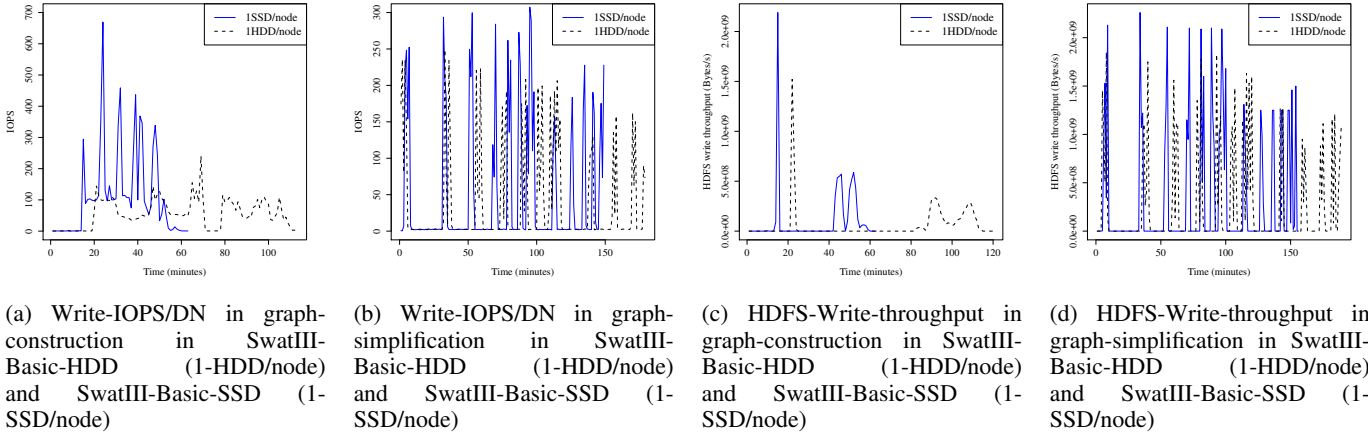 1SSD/node
1HDD/node
IOPS
0 100 200 300 400 500 600 700
0 20 40 60 80 100
Time (minutes)
1SSD/node
1HDD/node
IOPS
0 50 100 150 200 250 300
0 50 100 150
Time (minutes)
1SSD/node
1HDD/node
HDFS write throughput (Bytes/s)
0.0e+00 5.0e+08 1.0e+09 1.5e+09 2.0e+09
0 20 40 60 80 100 120
Time (minutes)
1SSD/node
1HDD/node
HDFS write throughput (Bytes/s)
0.0e+00 5.0e+08 1.0e+09 1.5e+09 2.0e+09
0 50 100 150
Time (minutes)
(a) Write-IOPS/DN in graph-
construction in SwatIII-
Basic-HDD (1-HDD/node)
and SwatIII-Basic-SSD (1-
SSD/node)
(b) Write-IOPS/DN in graph-
simplification in SwatIII-
Basic-HDD (1-HDD/node)
and SwatIII-Basic-SSD (1-
SSD/node)
(c) HDFS-Write-throughput in
graph-construction in SwatIII-
Basic-HDD (1-HDD/node)
and SwatIII-Basic-SSD (1-
SSD/node)
(d) HDFS-Write-throughput in
graph-simplification in SwatIII-
Basic-HDD (1-HDD/node)
and SwatIII-Basic-SSD (1-
SSD/node)